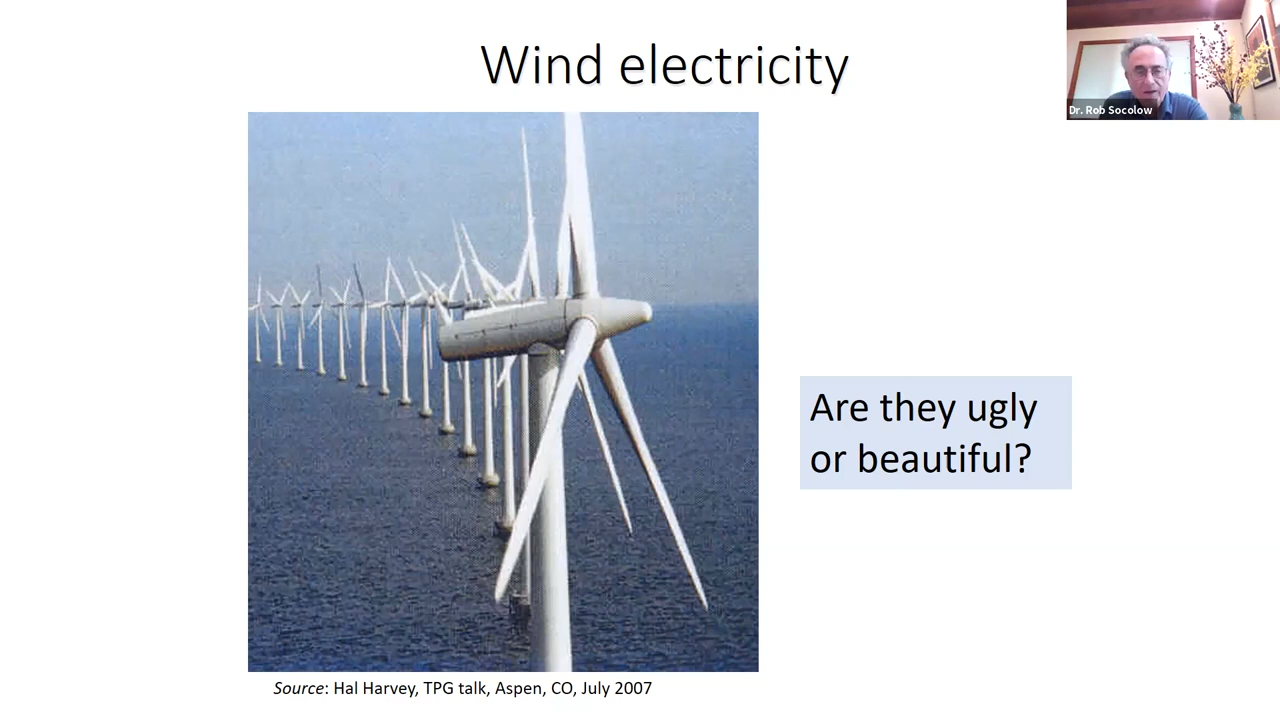 Wind electricity
Dr. Rob Socolow
Are they ugly
or beautiful?
Source: Hal Harvey, TPG talk, Aspen, CO, July 2007